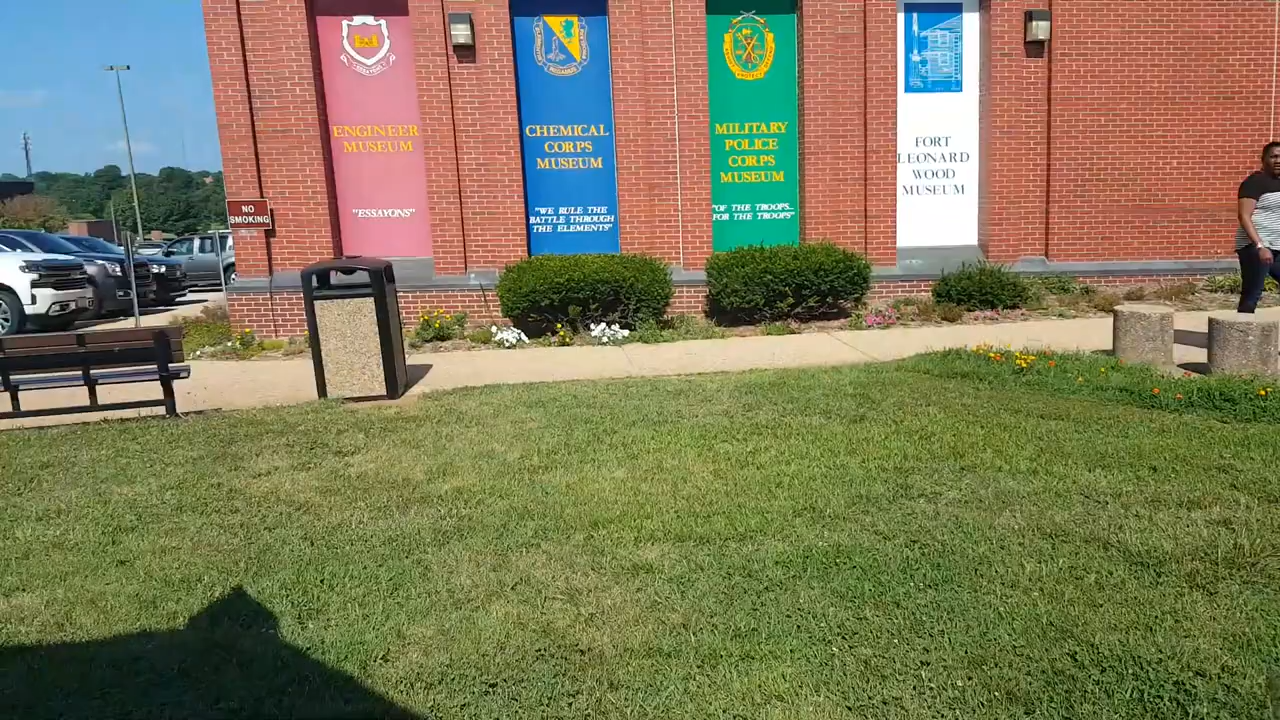 ENGINEER
MUSEUM
"ESSAYONS"
CHEMICAL
CORPS
MUSEUM
"WE RULE THE
BATTLE THROUGH
THE ELEMENTS"
PROTECT
MILITARY
POLICE
CORPS
MUSEUM
"OF THE TROOPS...
FOR THE TROOPS"
FORT
LEONARD
WOOD
MUSEUM
NO
SMOKING